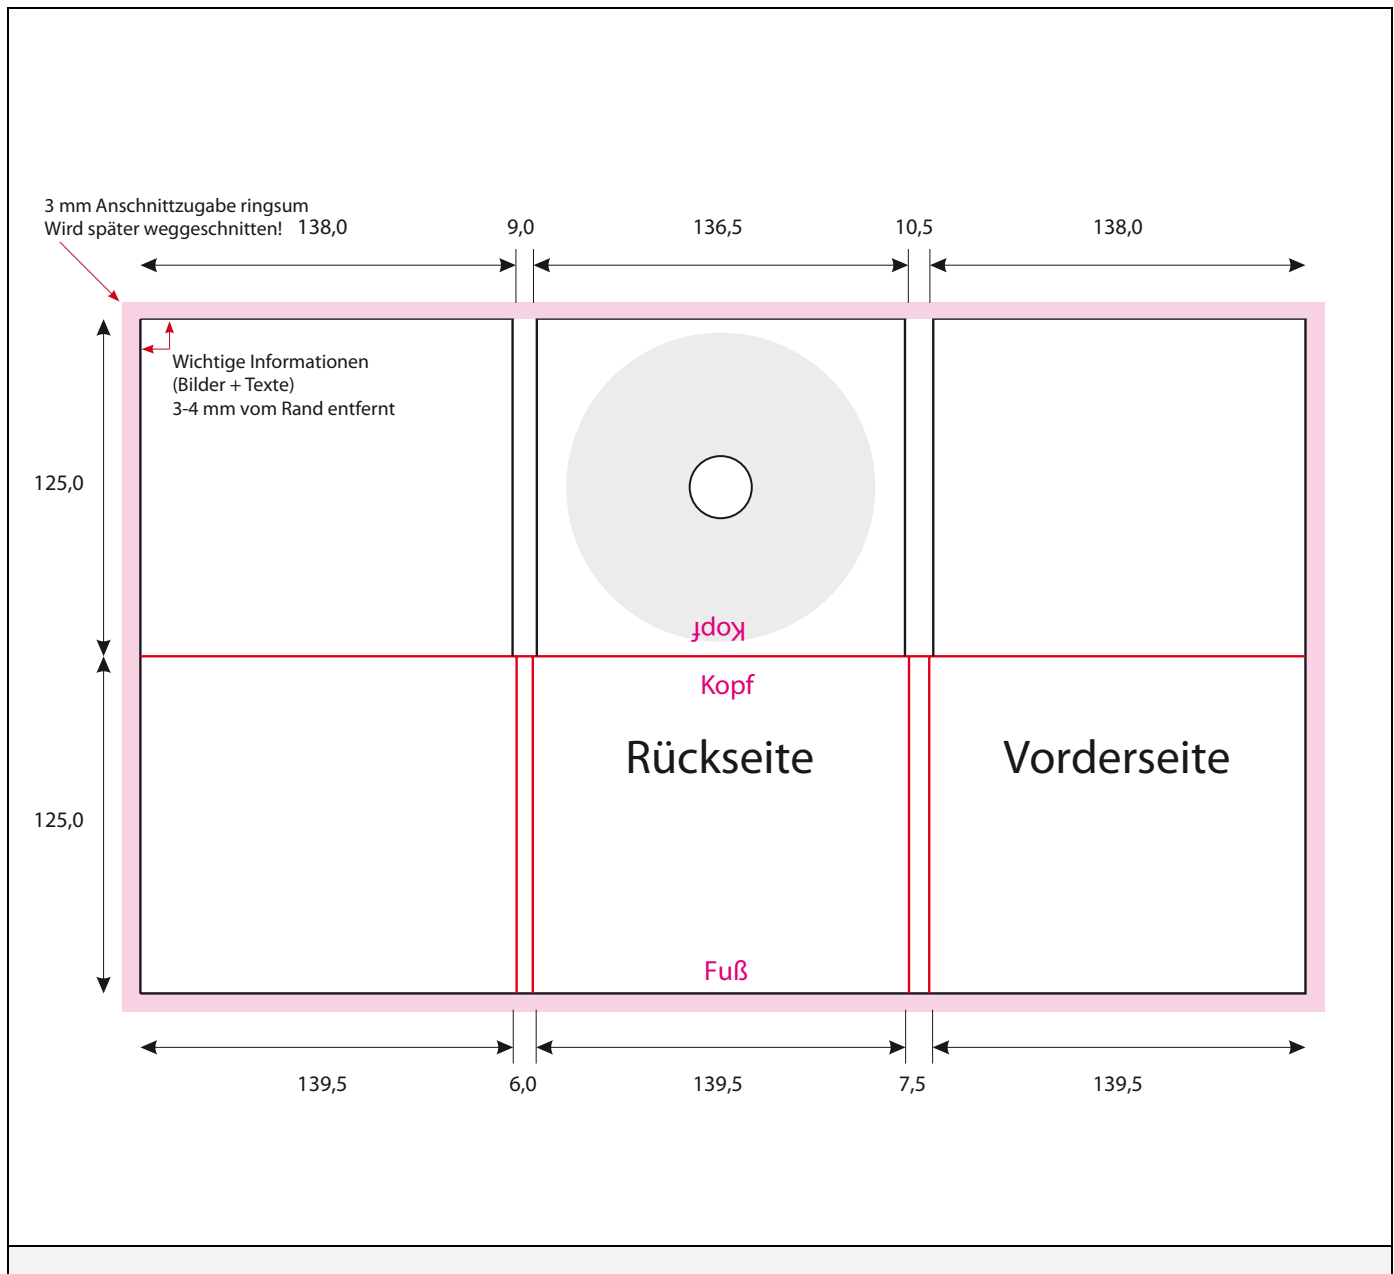 3 mm Anschnittzugabe ringsum
Wird später weggeschnitten!
138,0
9,0
136,5
10,5
138,0
Wichtige Informationen
(Bilder + Texte)
3-4 mm vom Rand entfernt
125,0
Kopf
Kopf
Rückseite
Vorderseite
125,0
Fuß
139,5
6,0
139,5
7,5
139,5